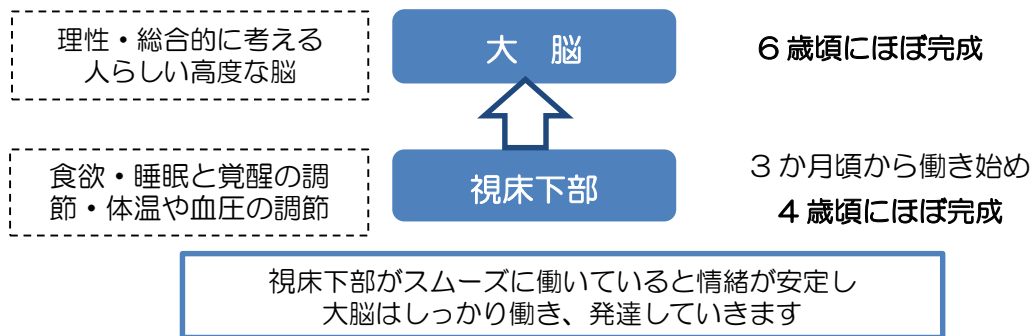 理性・総合的に考える
人らしい高度な脳
大　脳
6歳頃にほぼ完成
食欲・睡眠と覚醒の調
節・体温や血圧の調節
視床下部
3か月頃から働き始め
4歳頃にほぼ完成
視床下部がスムーズに働いていると情緒が安定し
大脳はしっかり働き、発達していきます